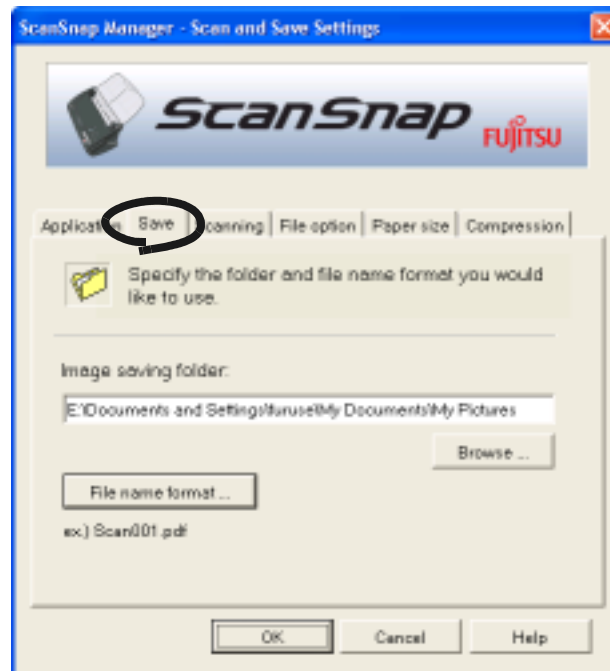 ScanSnap Manager - Scan and Save Settings
ScanSnap
FUJITSU
Save Scanning File option Paper size Compression
Specify the folder and file name format you would
like to use.
Image saving folder:
E:\Documents and Settings\furuse\My Documents\My Pictures
Browse ...
File name format ...
ex.) Scan001.pdf
OK Cancel Help